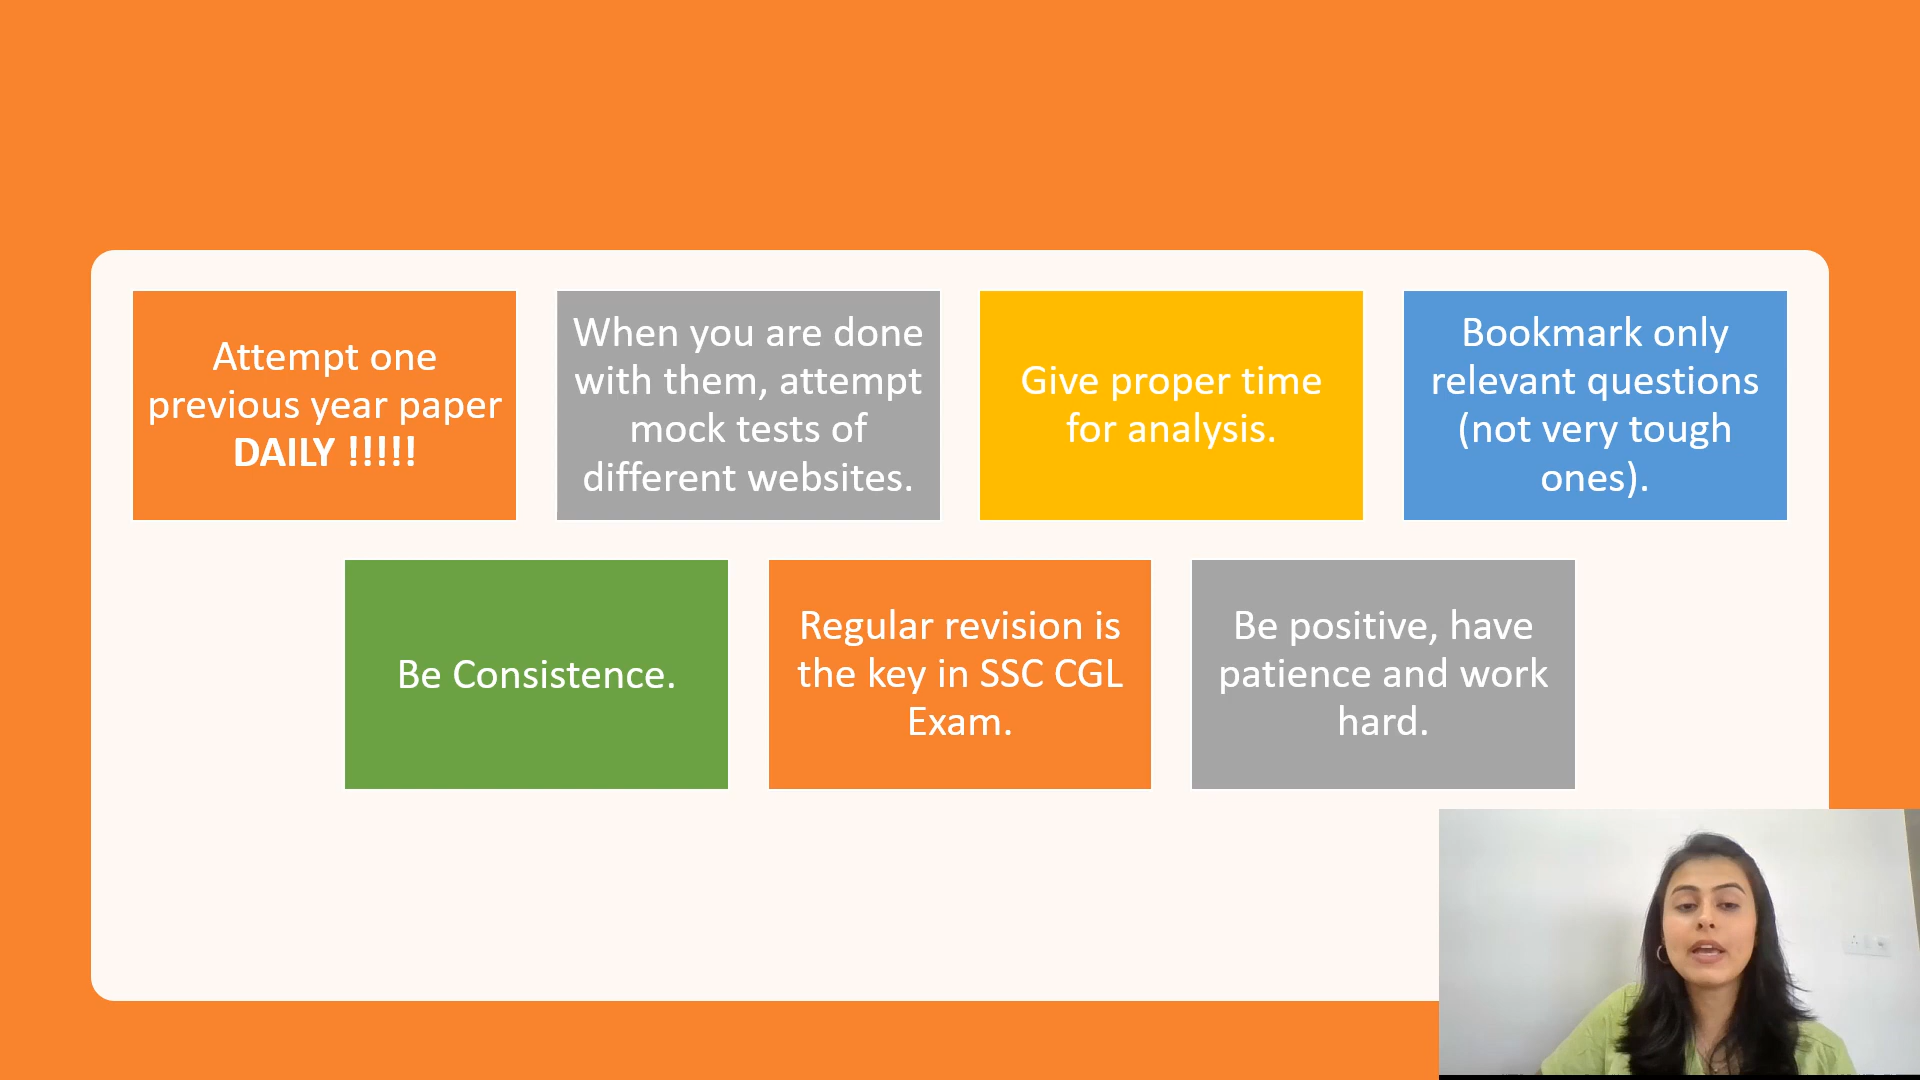 Attempt one
previous year paper
DAILY !!!!!
When you are done
with them, attempt
mock tests of
different websites.
Give proper time
for analysis.
Bookmark only
relevant questions
(not very tough
ones).
Be Consistence.
Regular revision is
the key in SSC CGL
Exam.
Be positive, have
patience and work
hard.